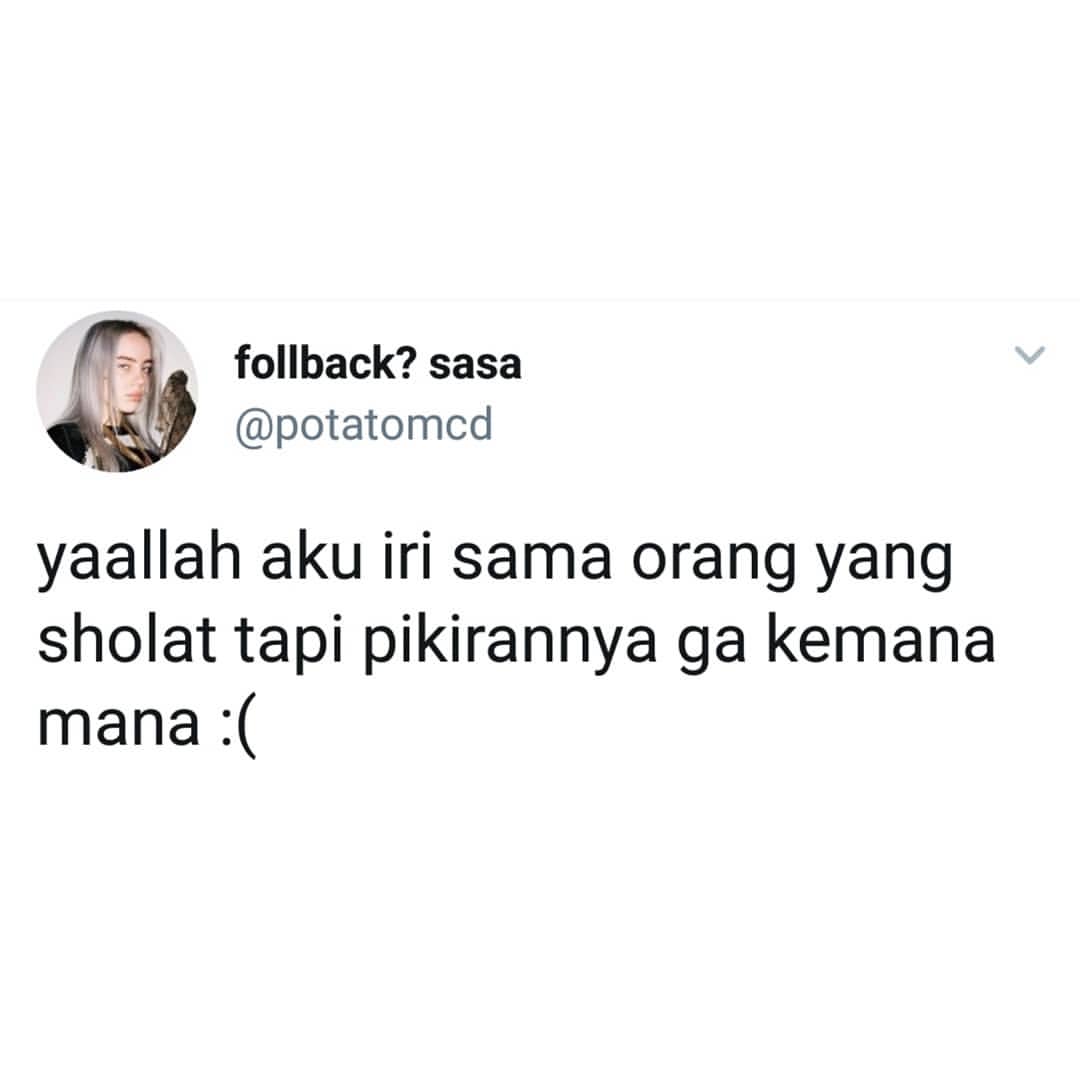 follback? sasa
@potatomcd
yaallah aku iri sama orang yang
sholat tapi pikirannya ga kemana
mana :(